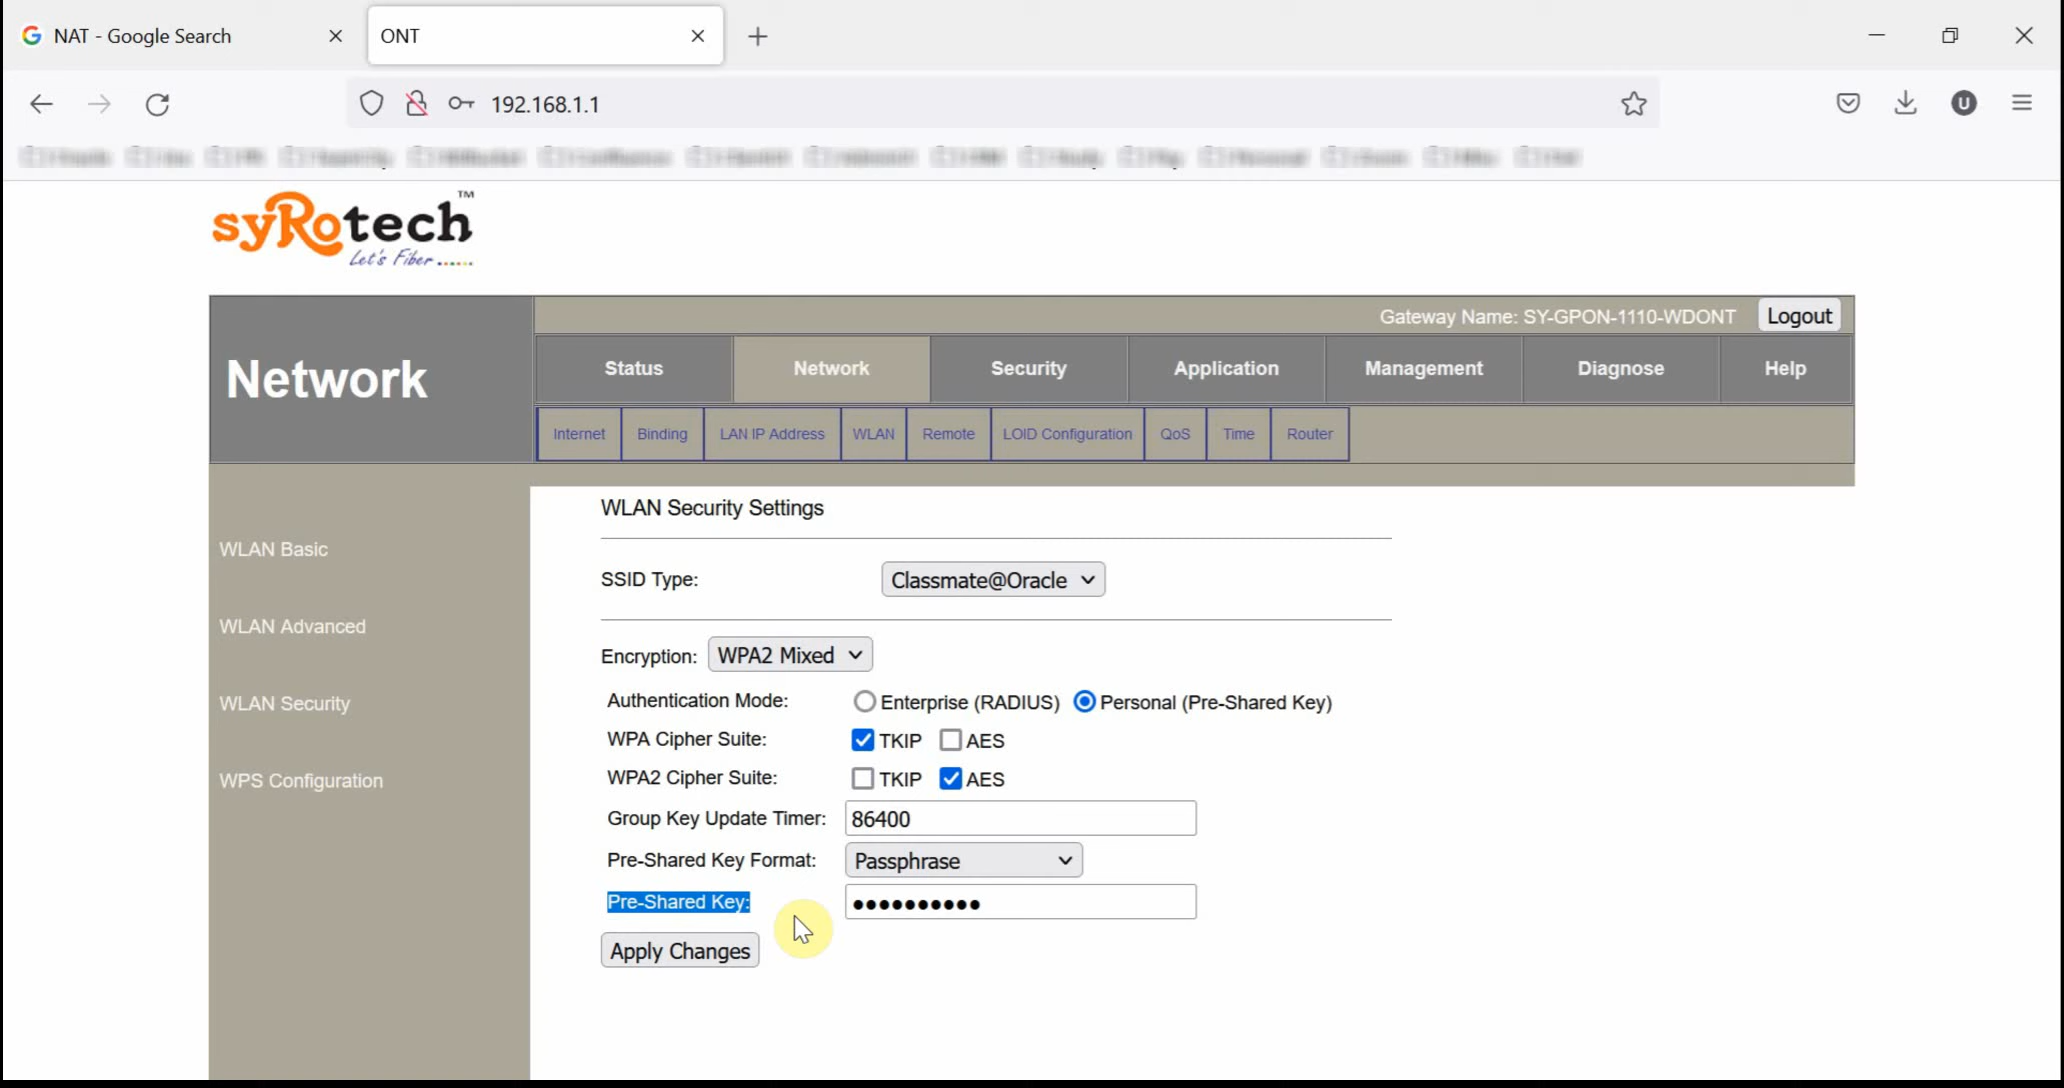 NAT - Google Search
ONT
192.168.1.1
U
syRotech™
Let's Fiber ......
Gateway Name: SY-GPON-1110-WDONT Logout
Network
Status Network Security Application Management Diagnose Help
Internet Binding LAN IP Address WLAN Remote LOID Configuration QoS Time Router
WLAN Basic
WLAN Advanced
WLAN Security
WPS Configuration
WLAN Security Settings
SSID Type: Classmate@Oracle
Encryption: WPA2 Mixed
Authentication Mode: Enterprise (RADIUS) Personal (Pre-Shared Key)
WPA Cipher Suite: TKIP AES
WPA2 Cipher Suite: TKIP AES
Group Key Update Timer: 86400
Pre-Shared Key Format: Passphrase
Pre-Shared Key: ●●●●●●●●●●
Apply Changes